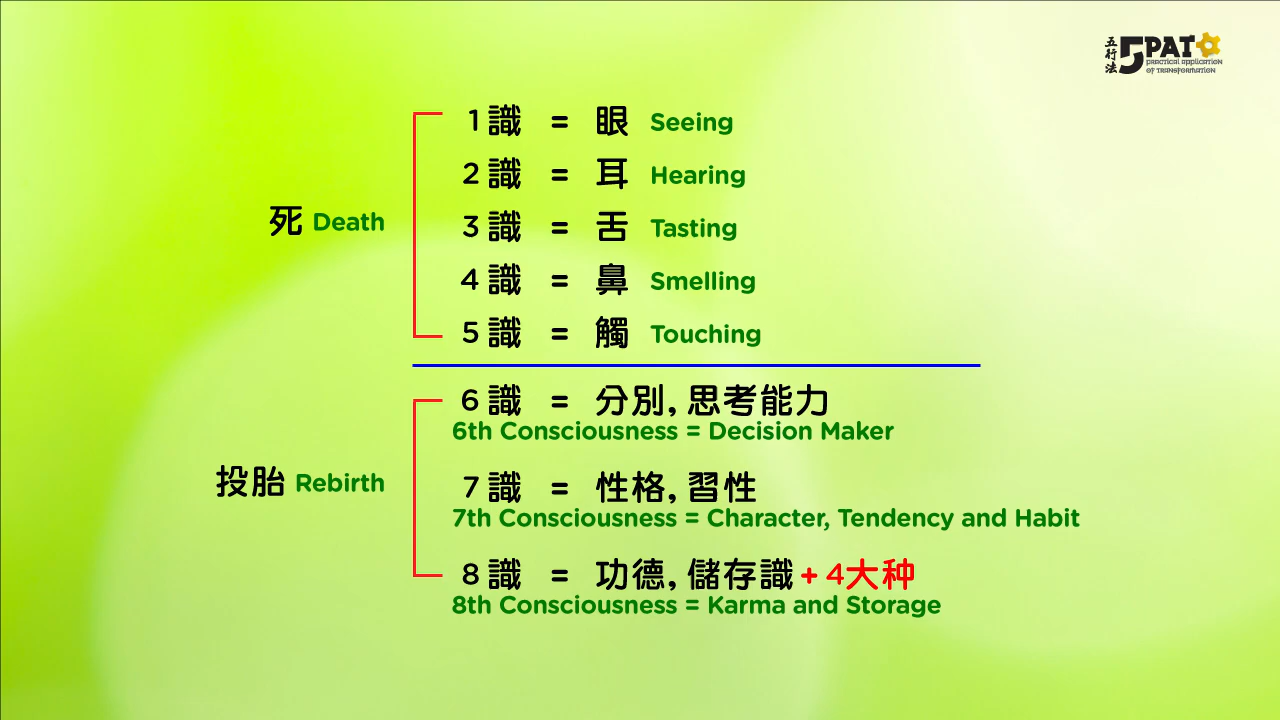 五行法 5PAT
PRACTICAL APPLICATION
OF TRANSFORMATION
1 識 = 眼 Seeing
2 識 = 耳 Hearing
死 Death
3 識 = 舌 Tasting
4 識 = 鼻 Smelling
5 識 = 觸 Touching
6 識 = 分別, 思考能力
6th Consciousness = Decision Maker
投胎 Rebirth
7 識 = 性格, 習性
7th Consciousness = Character, Tendency and Habit
8 識 = 功德, 儲存識 + 4大种
8th Consciousness = Karma and Storage